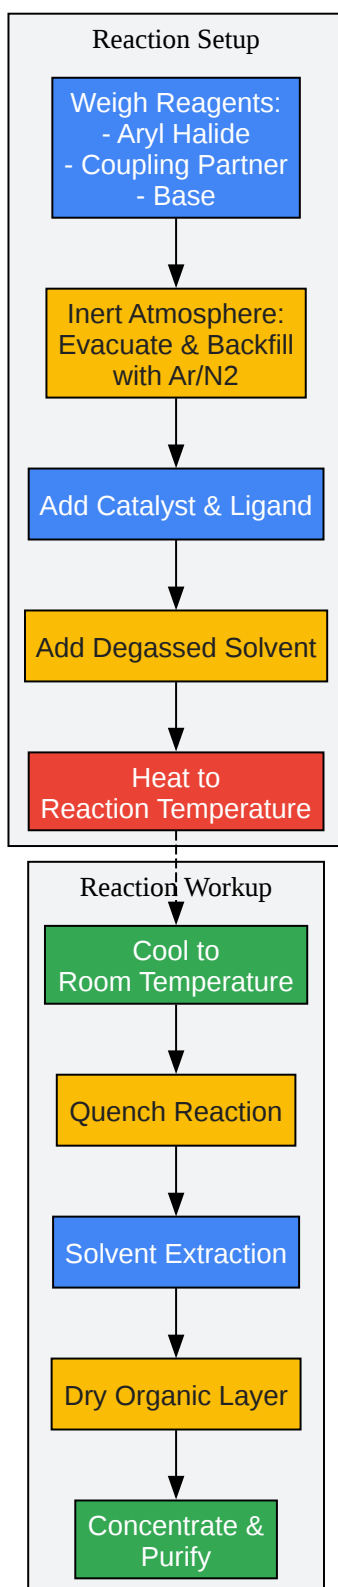 Reaction Setup
Weigh Reagents:
- Aryl Halide
- Coupling Partner
- Base
Inert Atmosphere:
Evacuate & Backfill
with Ar/N2
Add Catalyst & Ligand
Add Degassed Solvent
Heat to
Reaction Temperature
Reaction Workup
Cool to
Room Temperature
Quench Reaction
Solvent Extraction
Dry Organic Layer
Concentrate &
Purify